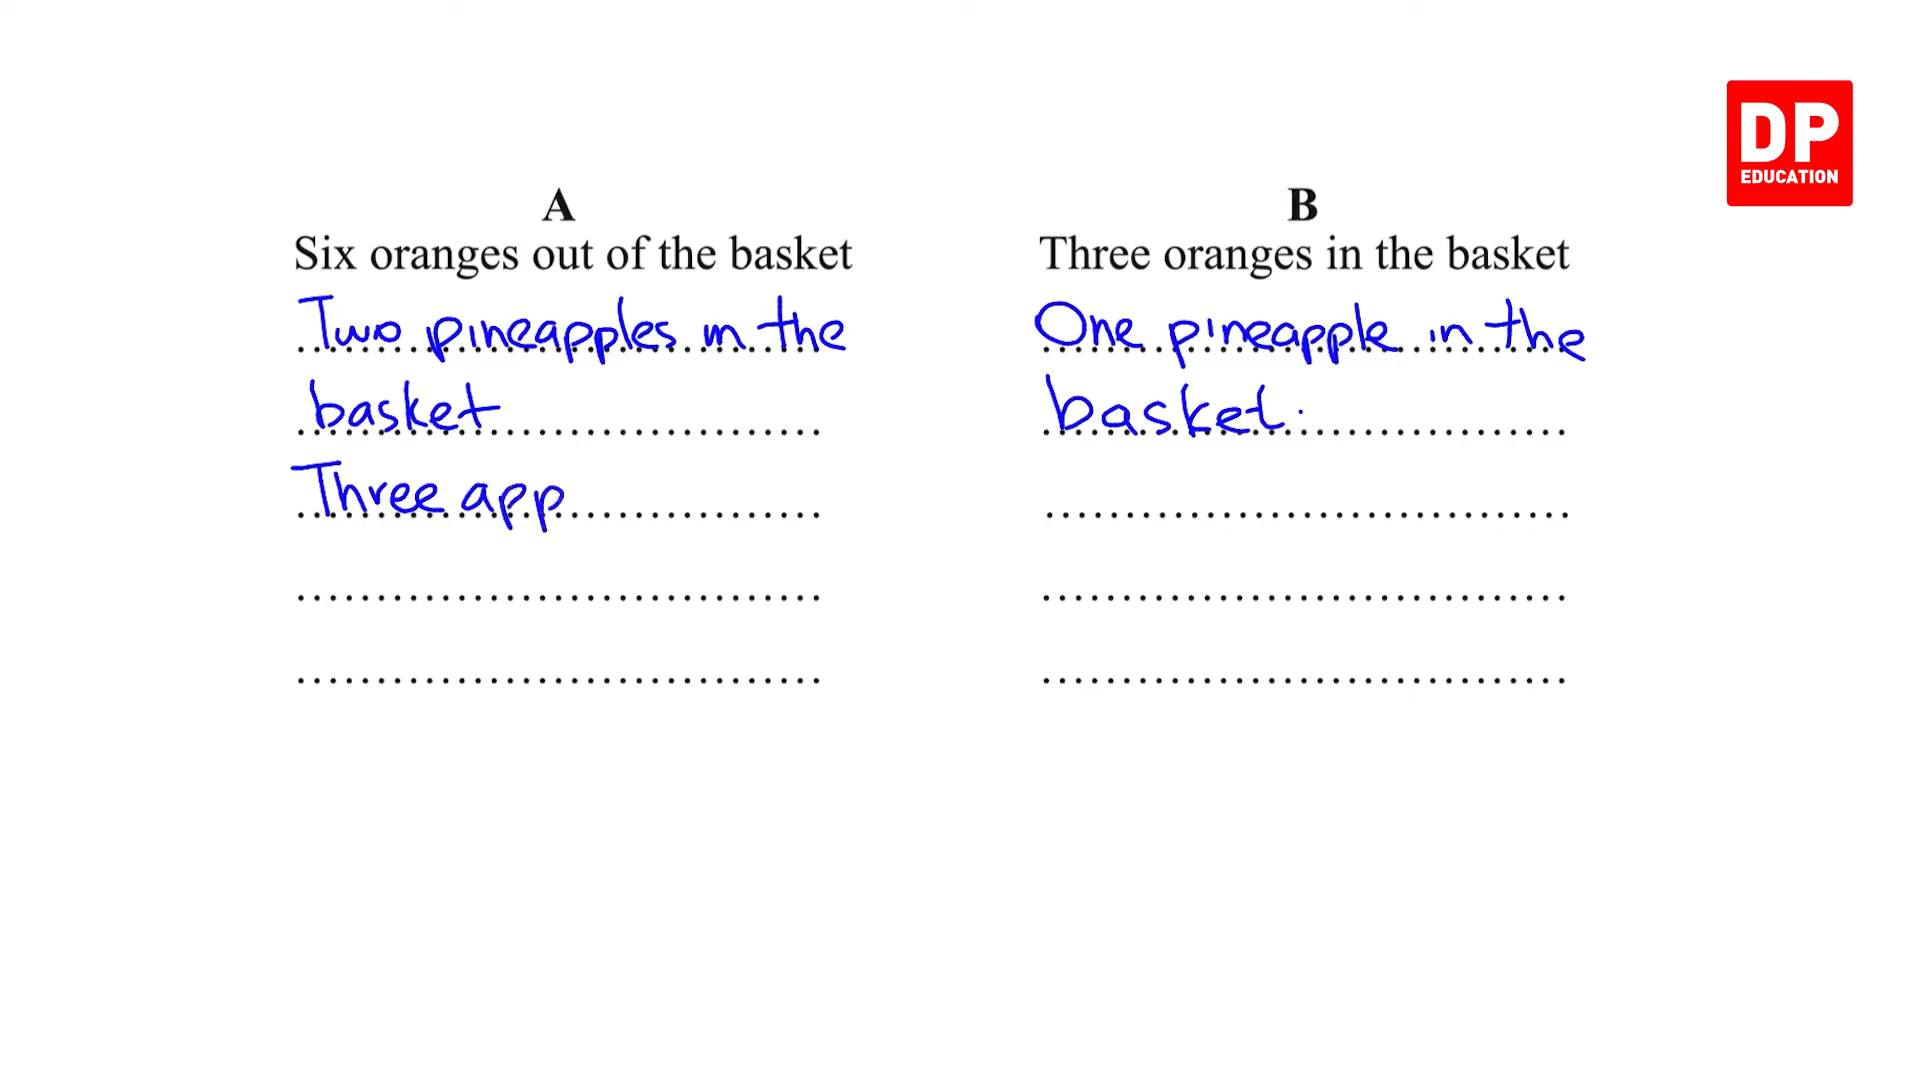 DP
EDUCATION
A
Six oranges out of the basket
Two pineapples in the
basket
Three app
B
Three oranges in the basket
One pineapple in the
basket.